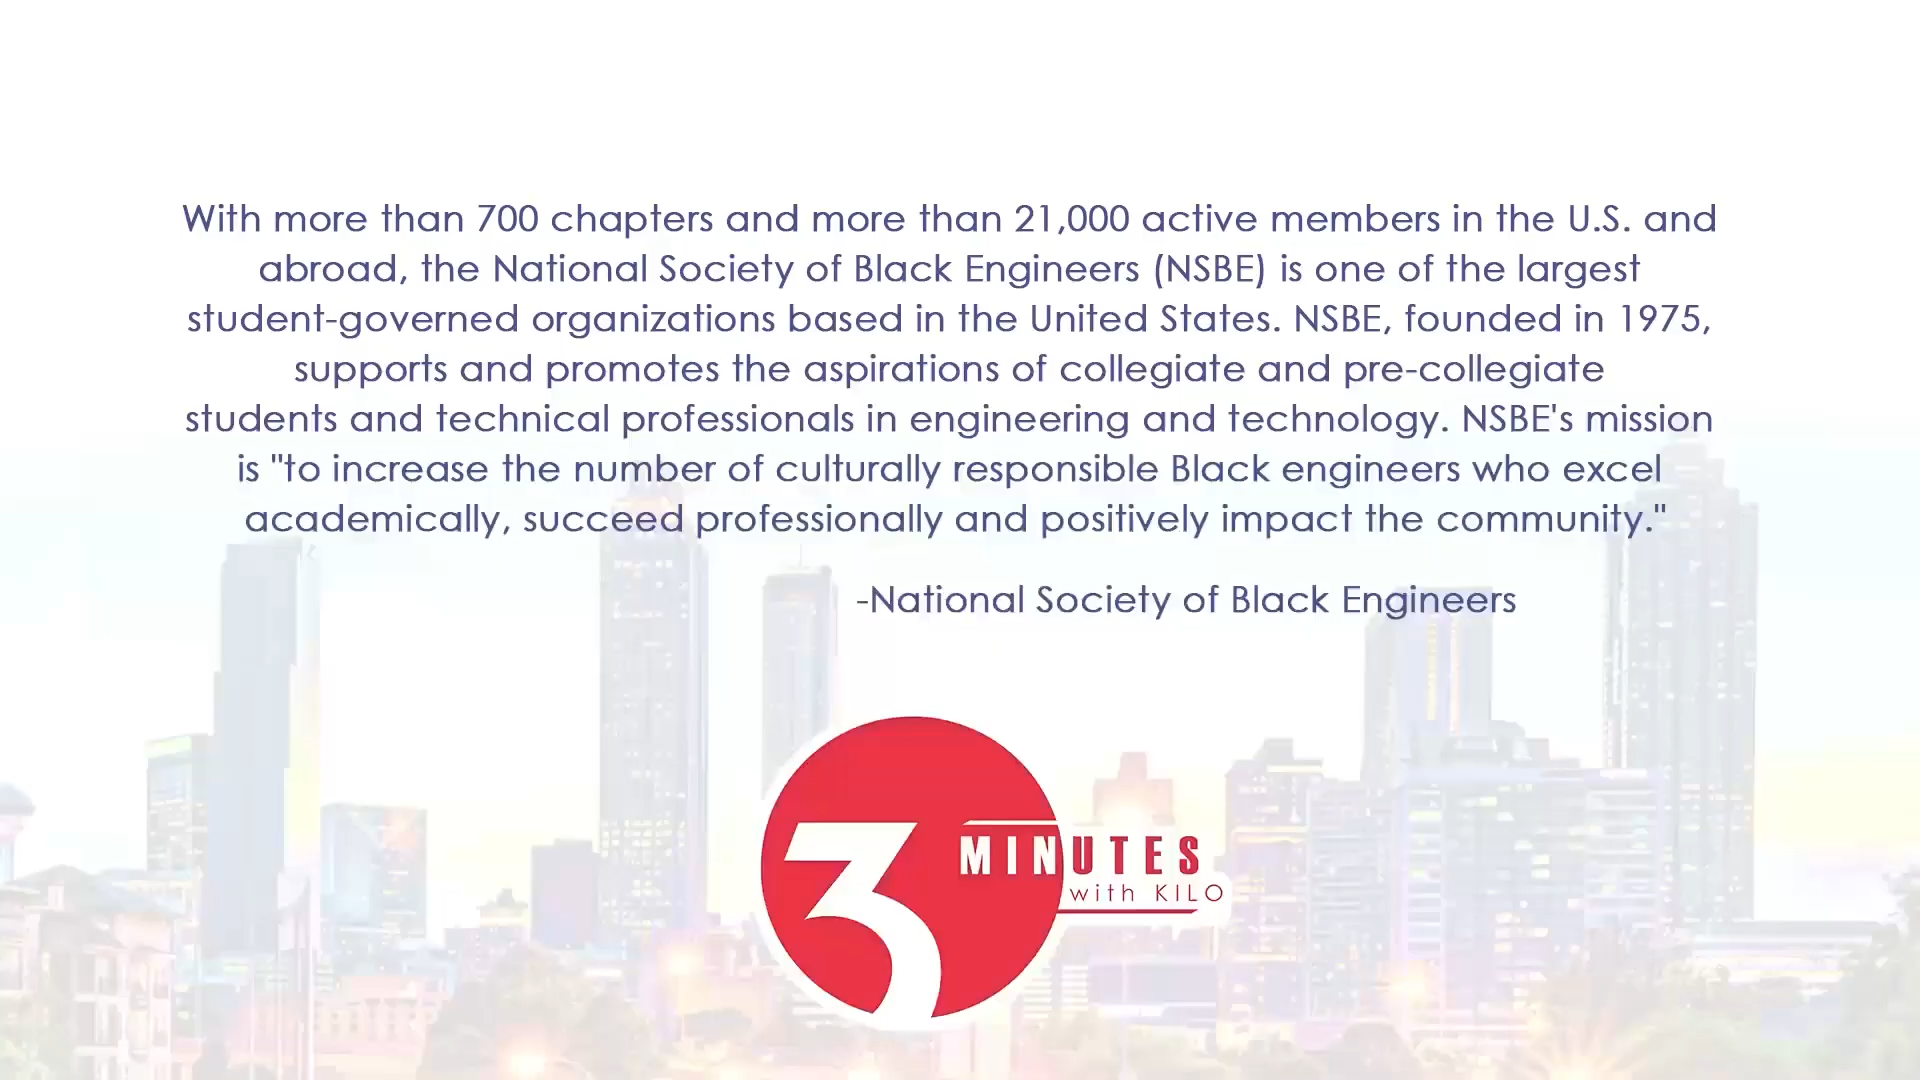 With more than 700 chapters and more than 21,000 active members in the U.S. and
abroad, the National Society of Black Engineers (NSBE) is one of the largest
student-governed organizations based in the United States. NSBE, founded in 1975,
supports and promotes the aspirations of collegiate and pre-collegiate
students and technical professionals in engineering and technology. NSBE's mission
is "to increase the number of culturally responsible Black engineers who excel
academically, succeed professionally and positively impact the community."
-National Society of Black Engineers
3 MINUTES
with KILO